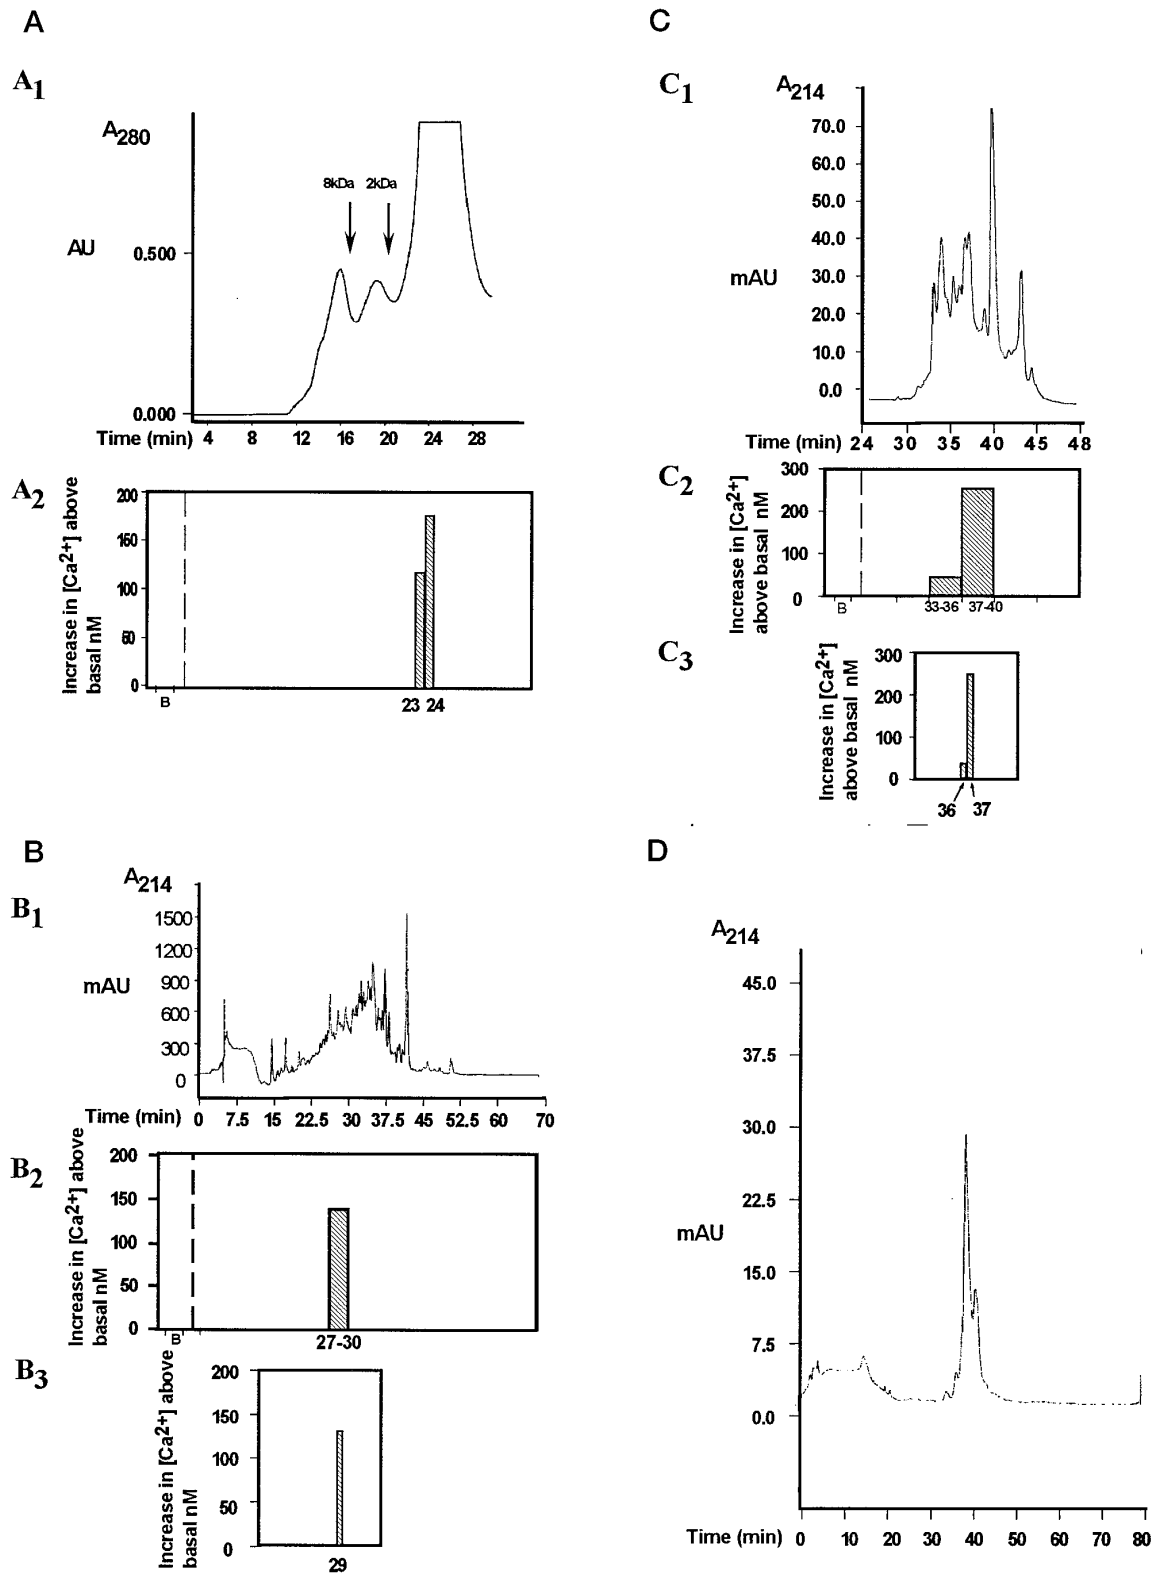 A
A1
A280
8kDa 2kDa
AU
0.500
0.000
Time (min) 4 8 12 16 20 24 28
A2
Increase in [Ca2+] above
basal nM
200
150
100
50
0
B
23 24
B
B1
A214
mAU
1500
1200
900
600
300
0
Time (min) 0 7.5 15 22.5 30 37.5 45 52.5 60 70
B2
Increase in [Ca2+] above
basal nM
200
150
100
50
0
B
27-30
B3
Increase in [Ca2+] above
basal nM
200
150
100
50
0
29
C
C1
A214
mAU
70.0
60.0
50.0
40.0
30.0
20.0
10.0
0.0
Time (min) 24 30 35 40 45 48
C2
Increase in [Ca2+]
above basal nM
300
200
100
0
B
33-36 37-40
C3
Increase in [Ca2+]
above basal nM
300
200
100
0
36 37
D
A214
mAU
45.0
37.5
30.0
22.5
15.0
7.5
0.0
Time (min) 0 10 20 30 40 50 60 70 80